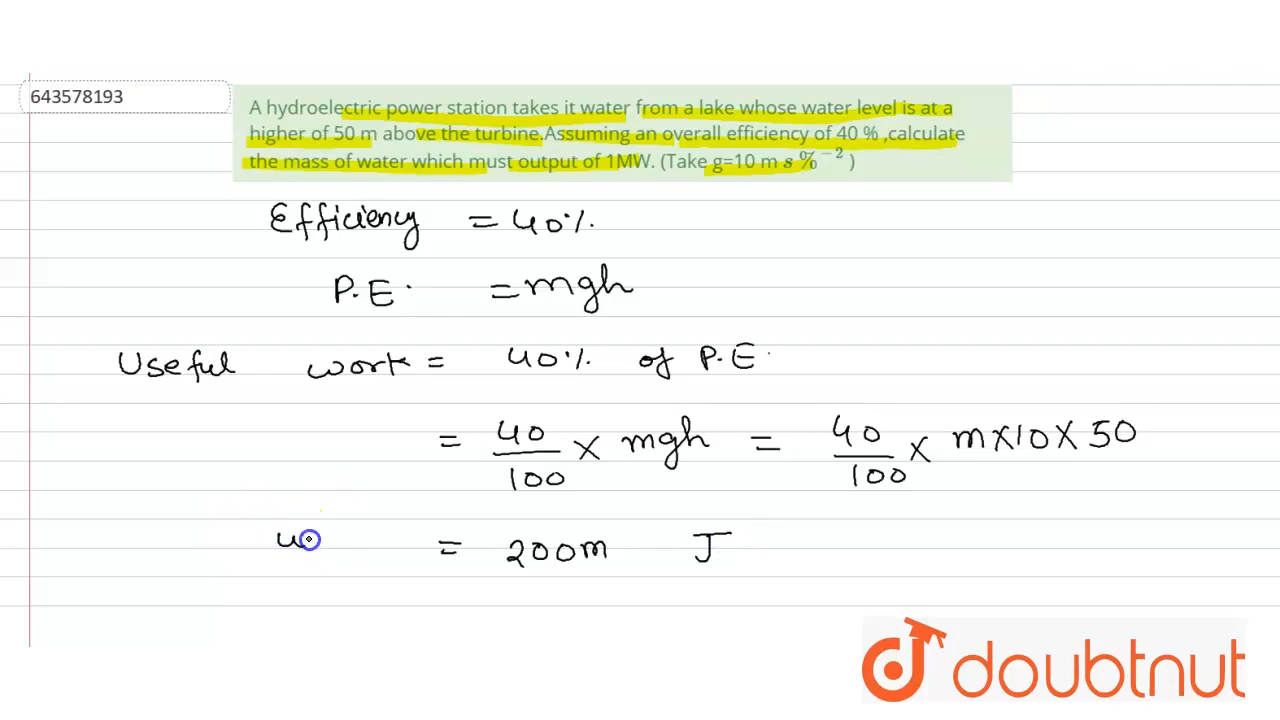 643578193
A hydroelectric power station takes it water from a lake whose water level is at a
higher of 50 m above the turbine.Assuming an overall efficiency of 40 % ,calculate
the mass of water which must output of 1MW. (Take g=10 m s %⁻² )
Efficiency = 40%.
P.E. = mgh
Useful work = 40% of P.E.
= 40/100 × mgh = 40/100 × m×10×50
wo = 200m J
doubtnut